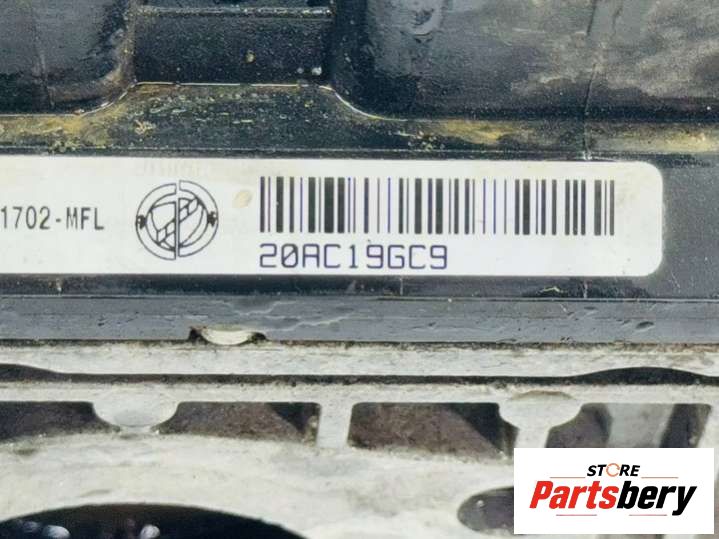 1702-MFL
20AC19GC9
STORE
Partsbery